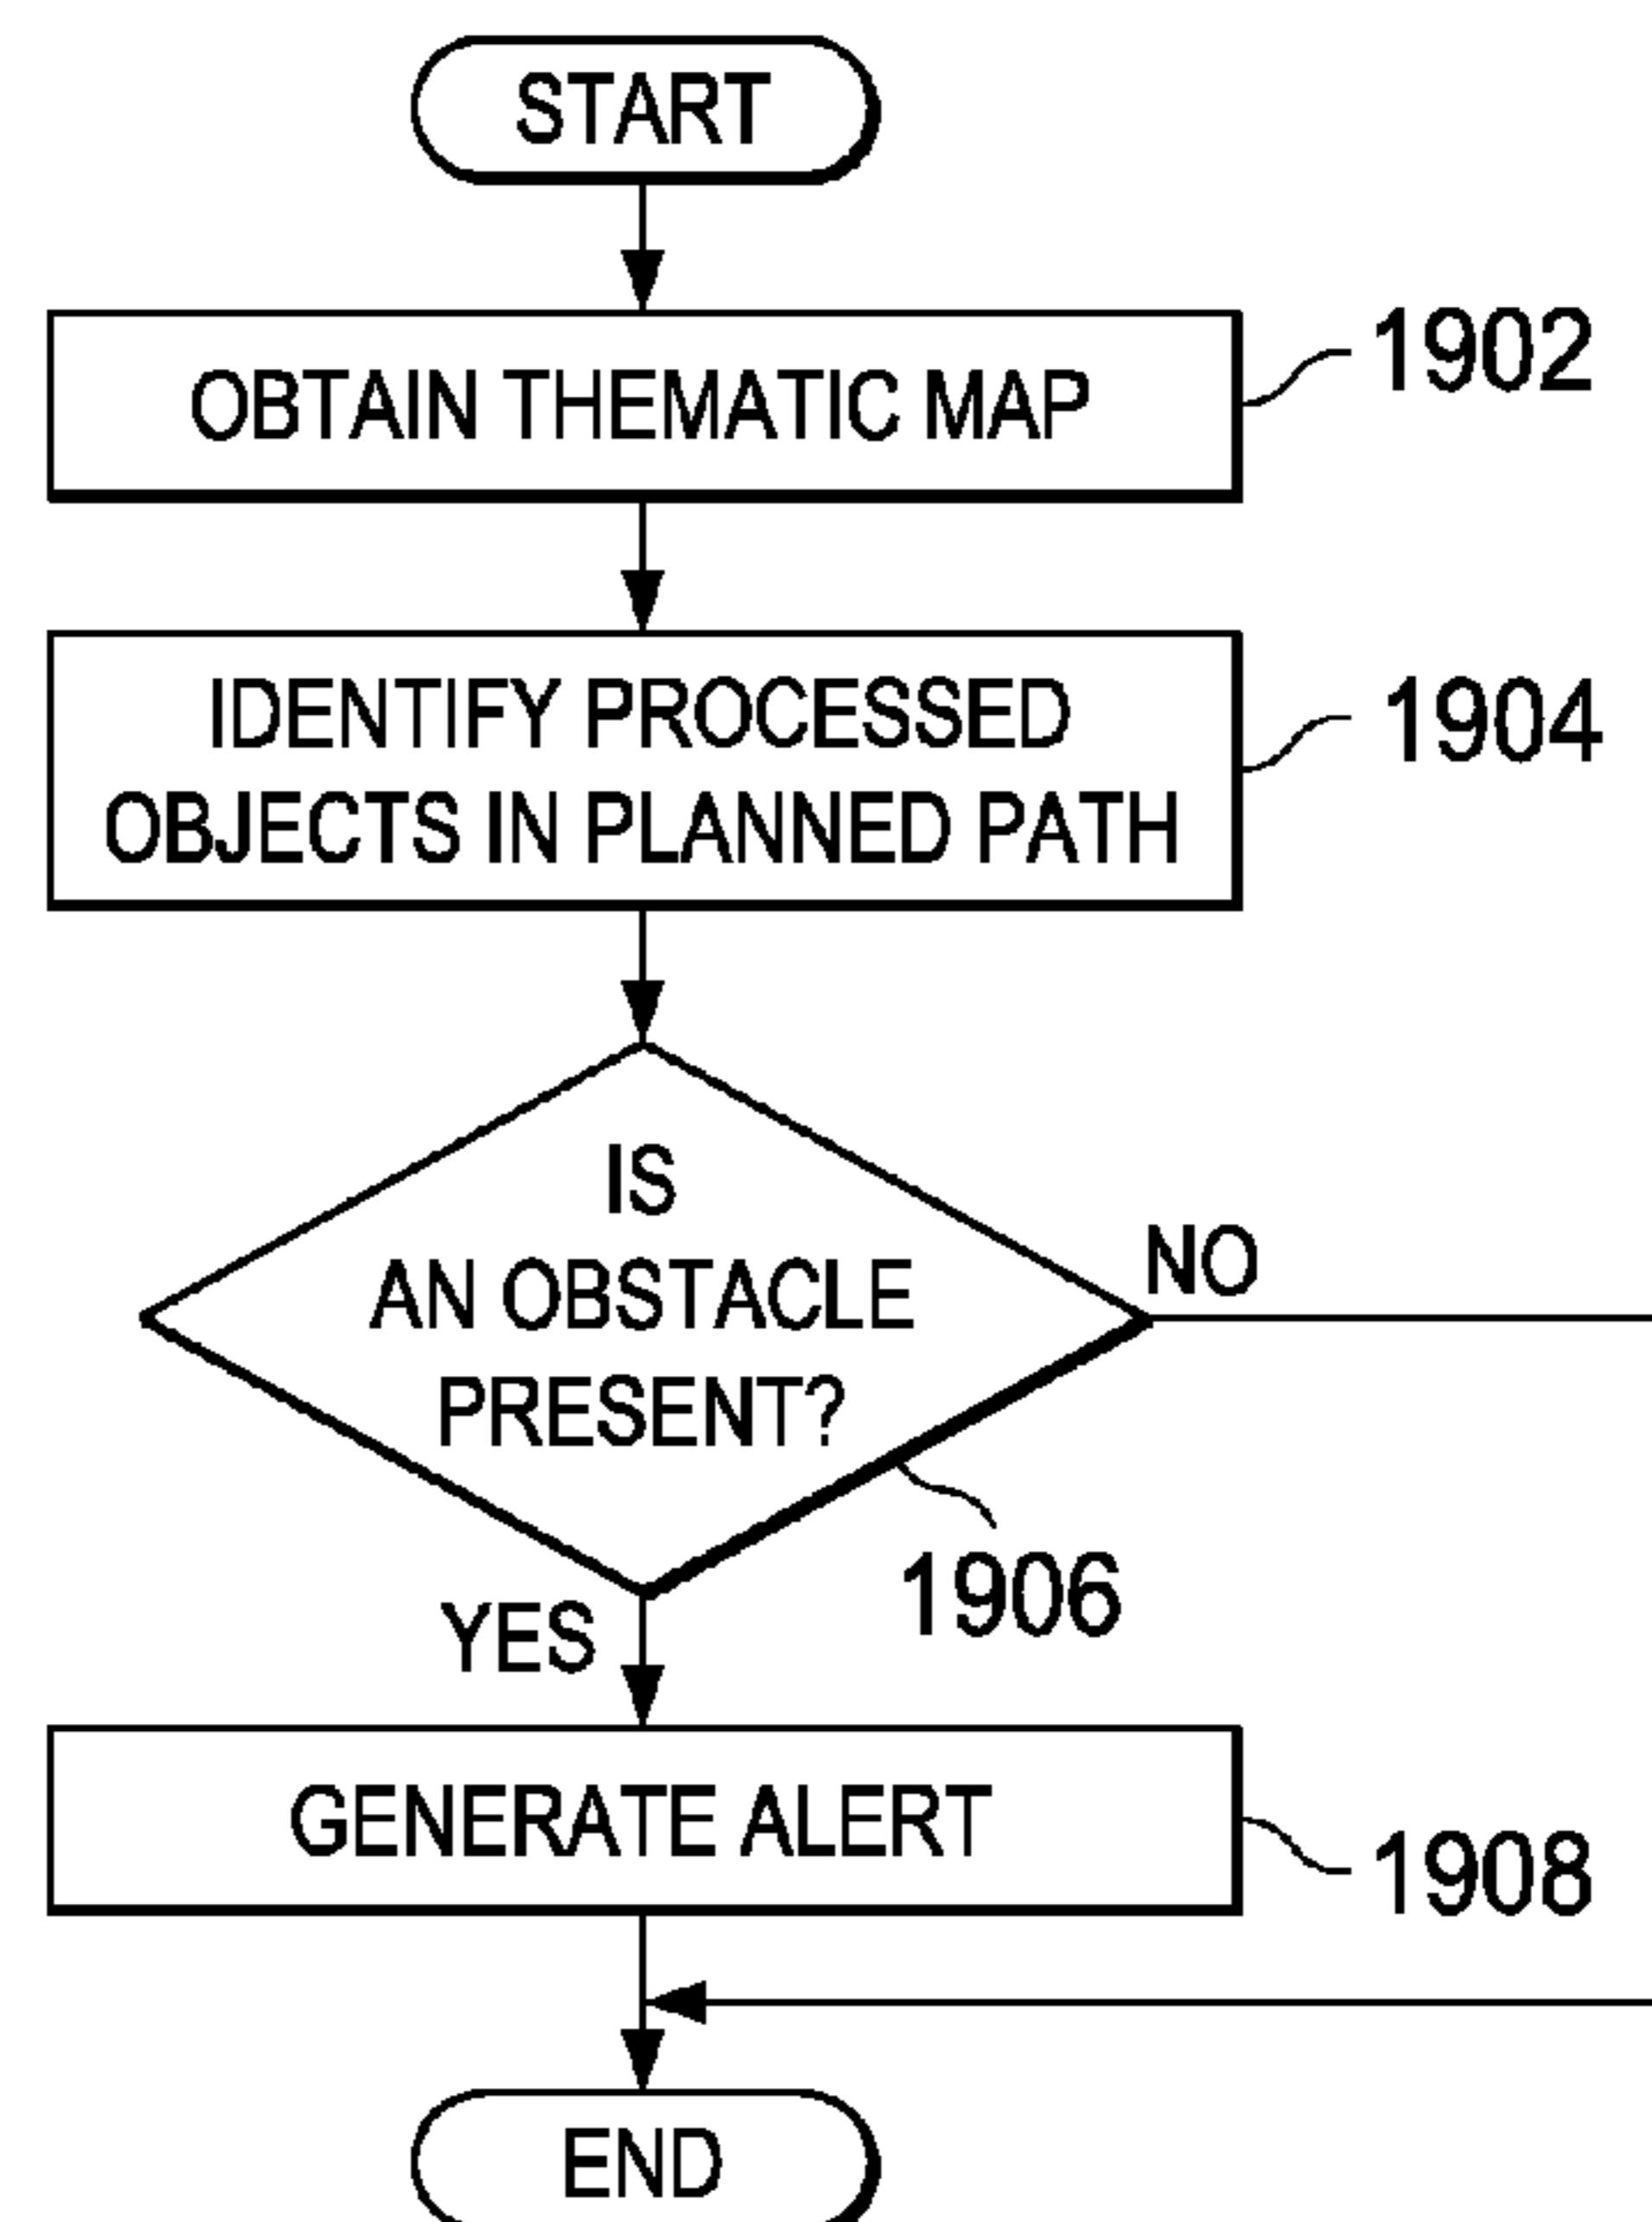 START
OBTAIN THEMATIC MAP
1902
IDENTIFY PROCESSED
OBJECTS IN PLANNED PATH
1904
IS
AN OBSTACLE
PRESENT?
NO
1906
YES
GENERATE ALERT
1908
END